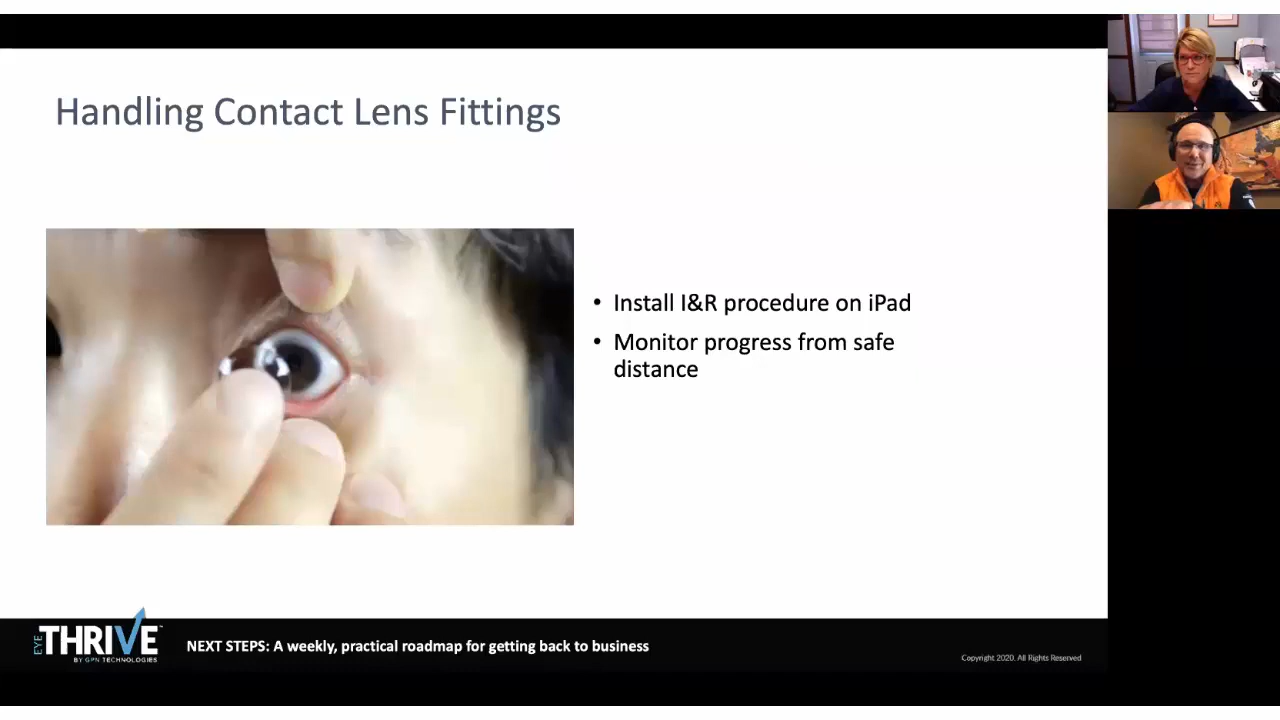 Handling Contact Lens Fittings
• Install I&R procedure on iPad
• Monitor progress from safe
distance
EYE THRIVE™
BY GPN TECHNOLOGIES
NEXT STEPS: A weekly, practical roadmap for getting back to business
Copyright 2020. All Rights Reserved